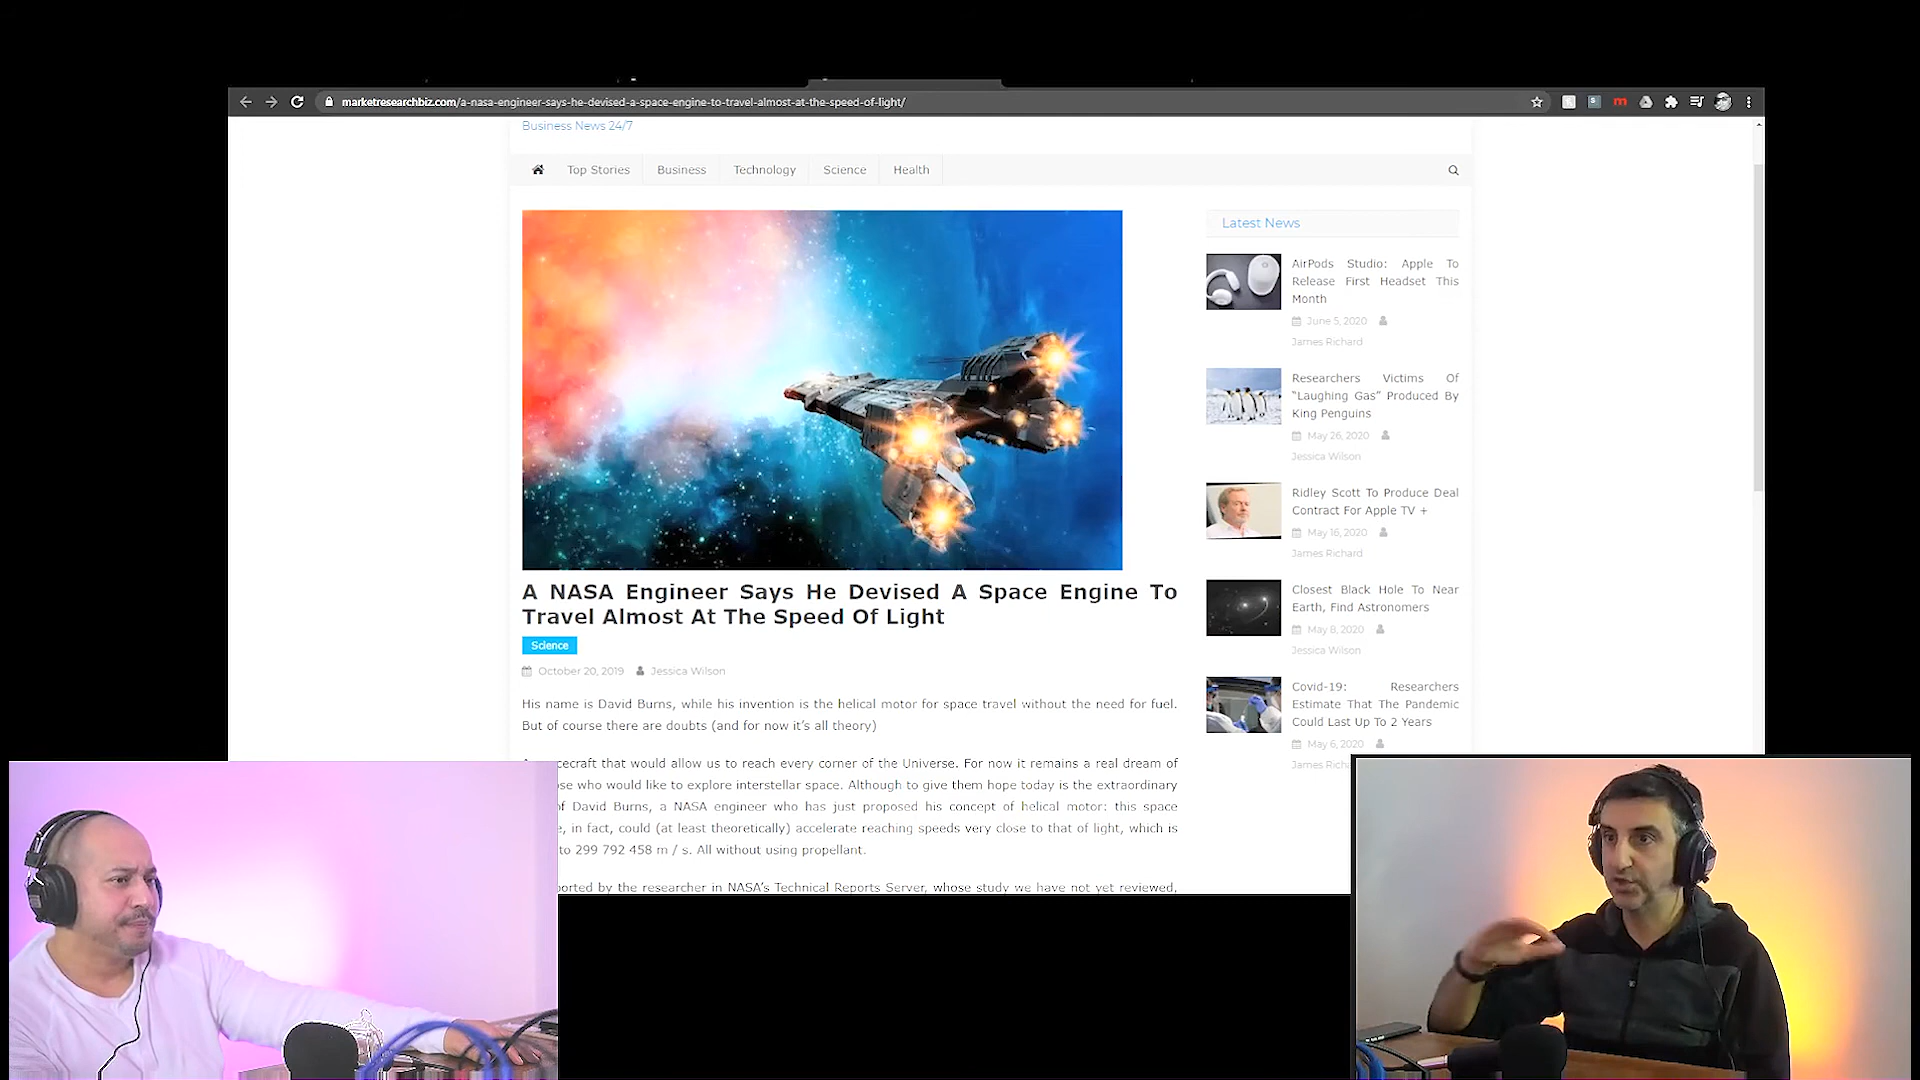 marketresearchbiz.com/a-nasa-engineer-says-he-devised-a-space-engine-to-travel-almost-at-the-speed-of-light/
Business News 24/7
Top Stories Business Technology Science Health
A NASA Engineer Says He Devised A Space Engine To
Travel Almost At The Speed Of Light
Science
October 20, 2019 Jessica Wilson
His name is David Burns, while his invention is the helical motor for space travel without the need for fuel.
But of course there are doubts (and for now it's all theory)
cecraft that would allow us to reach every corner of the Universe. For now it remains a real dream of
se who would like to explore interstellar space. Although to give them hope today is the extraordinary
of David Burns, a NASA engineer who has just proposed his concept of helical motor: this space
, in fact, could (at least theoretically) accelerate reaching speeds very close to that of light, which is
to 299 792 458 m / s. All without using propellant.
orted by the researcher in NASA's Technical Reports Server, whose study we have not yet reviewed,
Latest News
AirPods Studio: Apple To
Release First Headset This
Month
June 5, 2020
James Richard
Researchers Victims Of
“Laughing Gas” Produced By
King Penguins
May 26, 2020
Jessica Wilson
Ridley Scott To Produce Deal
Contract For Apple TV +
May 16, 2020
James Richard
Closest Black Hole To Near
Earth, Find Astronomers
May 8, 2020
Jessica Wilson
Covid-19: Researchers
Estimate That The Pandemic
Could Last Up To 2 Years
May 6, 2020
James Rich